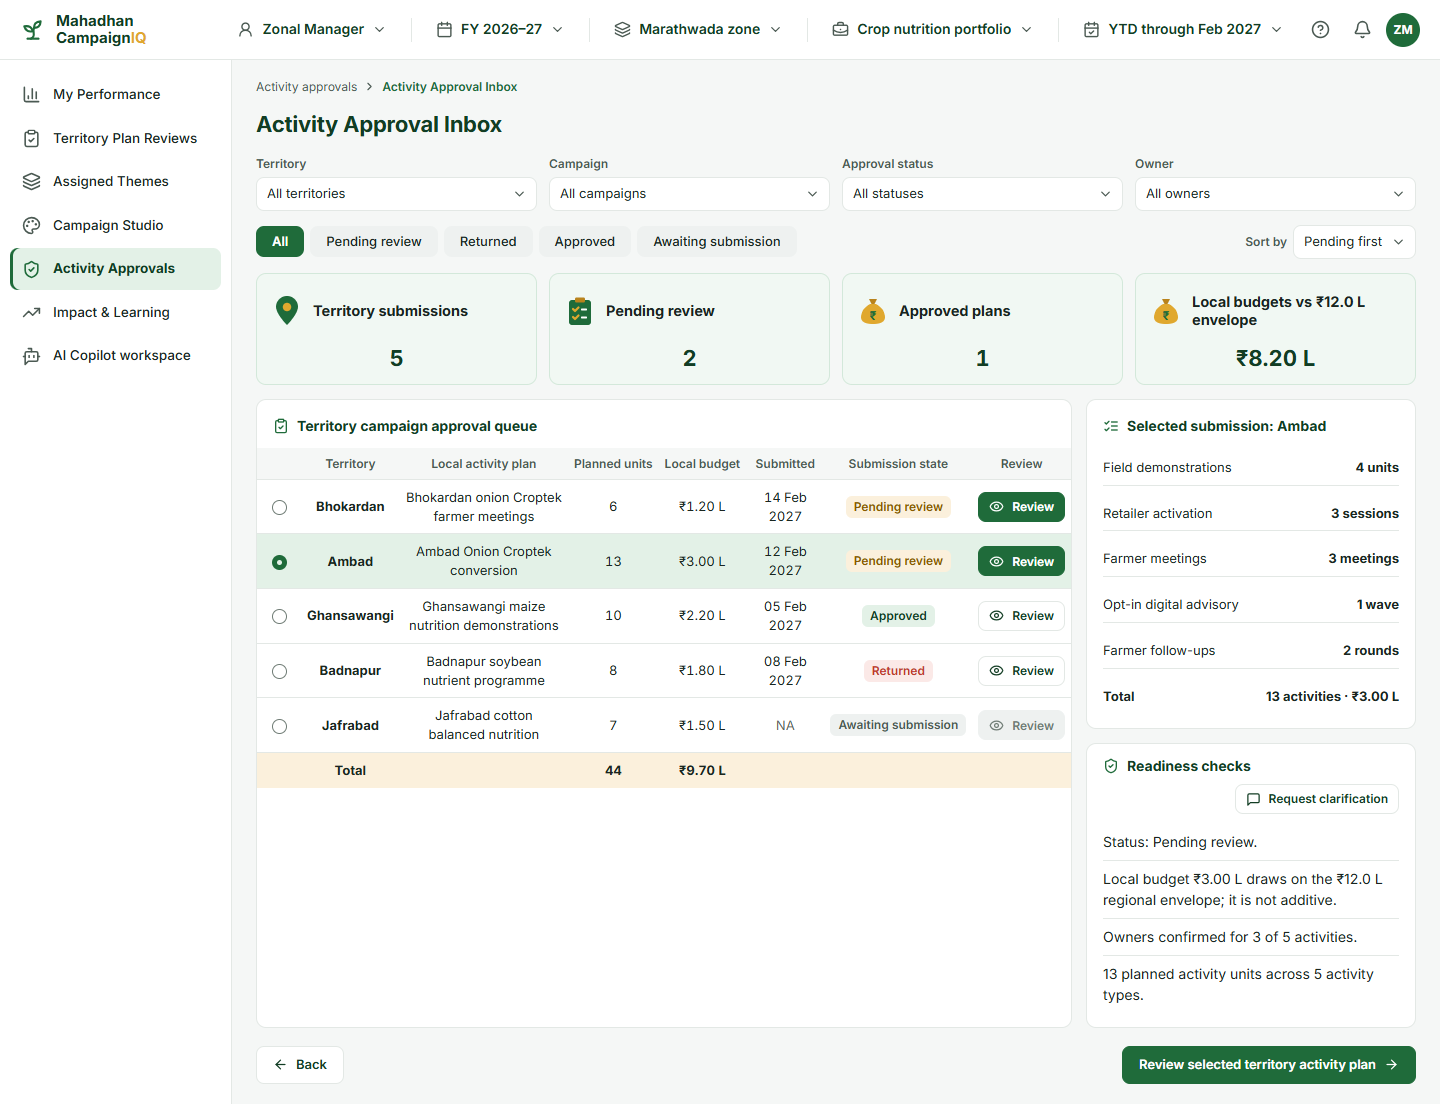 Mahadhan
CampaignIQ
Zonal Manager
FY 2026–27
Marathwada zone
Crop nutrition portfolio
YTD through Feb 2027
ZM
My Performance
Territory Plan Reviews
Assigned Themes
Campaign Studio
Activity Approvals
Impact & Learning
AI Copilot workspace
Activity approvals > Activity Approval Inbox
Activity Approval Inbox
Territory
Campaign
Approval status
Owner
All territories
All campaigns
All statuses
All owners
All
Pending review
Returned
Approved
Awaiting submission
Sort by
Pending first
Territory submissions
5
Pending review
2
Approved plans
1
Local budgets vs ₹12.0 L
envelope
₹8.20 L
Territory campaign approval queue
Territory Local activity plan Planned units Local budget Submitted Submission state Review
Bhokardan Bhokardan onion Croptek farmer meetings 6 ₹1.20 L 14 Feb 2027 Pending review Review
Ambad Ambad Onion Croptek conversion 13 ₹3.00 L 12 Feb 2027 Pending review Review
Ghansawangi Ghansawangi maize nutrition demonstrations 10 ₹2.20 L 05 Feb 2027 Approved Review
Badnapur Badnapur soybean nutrient programme 8 ₹1.80 L 08 Feb 2027 Returned Review
Jafrabad Jafrabad cotton balanced nutrition 7 ₹1.50 L NA Awaiting submission Review
Total 44 ₹9.70 L
Selected submission: Ambad
Field demonstrations 4 units
Retailer activation 3 sessions
Farmer meetings 3 meetings
Opt-in digital advisory 1 wave
Farmer follow-ups 2 rounds
Total 13 activities · ₹3.00 L
Readiness checks
Request clarification
Status: Pending review.
Local budget ₹3.00 L draws on the ₹12.0 L
regional envelope; it is not additive.
Owners confirmed for 3 of 5 activities.
13 planned activity units across 5 activity
types.
Back
Review selected territory activity plan